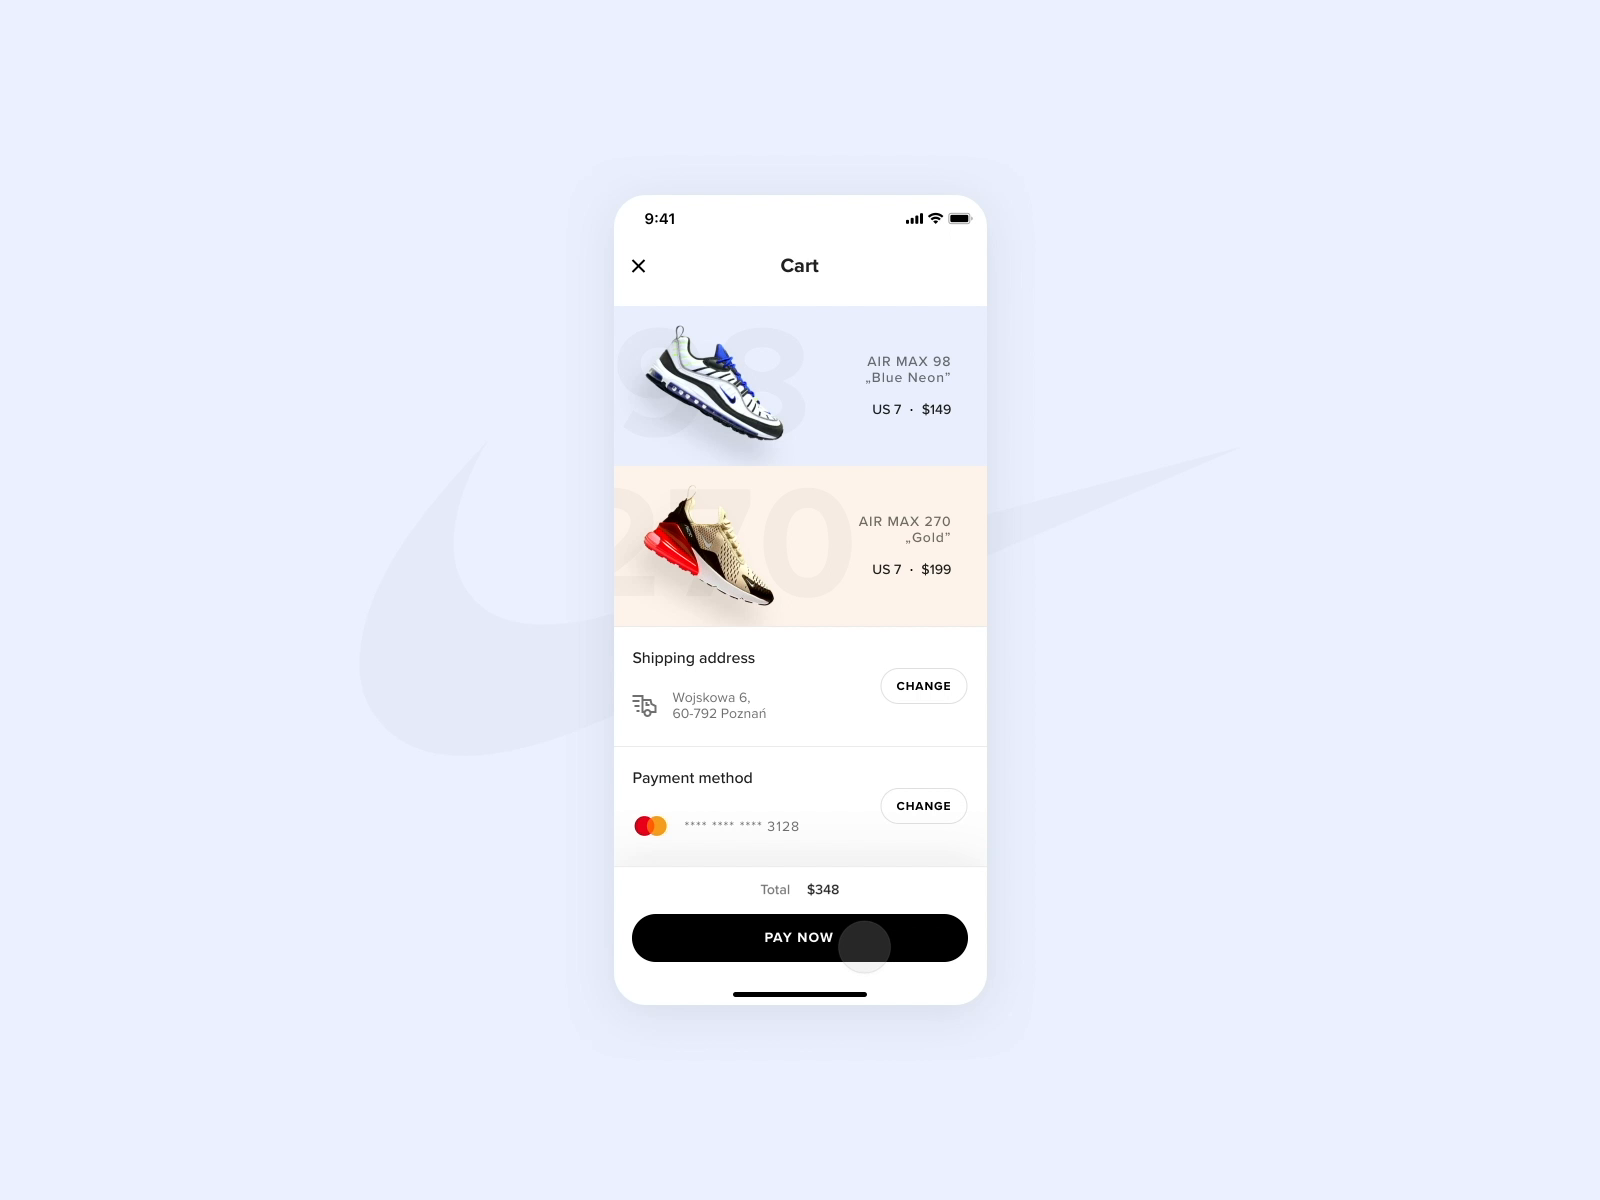 9:41
Cart
98
AIR MAX 98
„Blue Neon”
US 7 · $149
270
AIR MAX 270
„Gold”
US 7 · $199
Shipping address
Wojskowa 6,
60-792 Poznań
CHANGE
Payment method
**** **** **** 3128
CHANGE
Total $348
PAY NOW